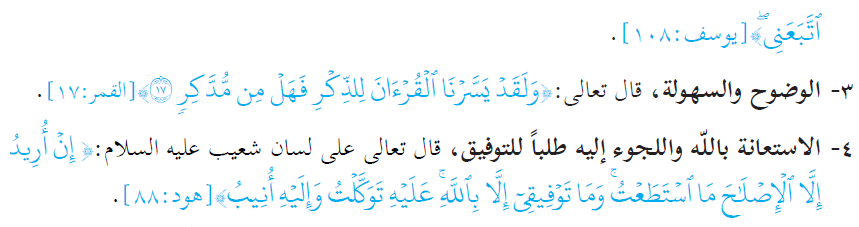 ٱتَّبَعَنِيۖ﴾[يوسف:١٠٨].
٣- الوضوح والسهولة، قال تعالى:﴿وَلَقَدۡ يَسَّرۡنَا ٱلۡقُرۡءَانَ لِلذِّكۡرِ فَهَلۡ مِن مُّدَّكِرٖ ١٧﴾[القمر:١٧].
٤- الاستعانة بالله واللجوء إليه طلباً للتوفيق، قال تعالى على لسان شعيب عليه السلام:﴿إِنۡ أُرِيدُ
إِلَّا ٱلۡإِصۡلَٰحَ مَا ٱسۡتَطَعۡتُۚ وَمَا تَوۡفِيقِيٓ إِلَّا بِٱللَّهِۚ عَلَيۡهِ تَوَكَّلۡتُ وَإِلَيۡهِ أُنِيبُ﴾[هود:٨٨].